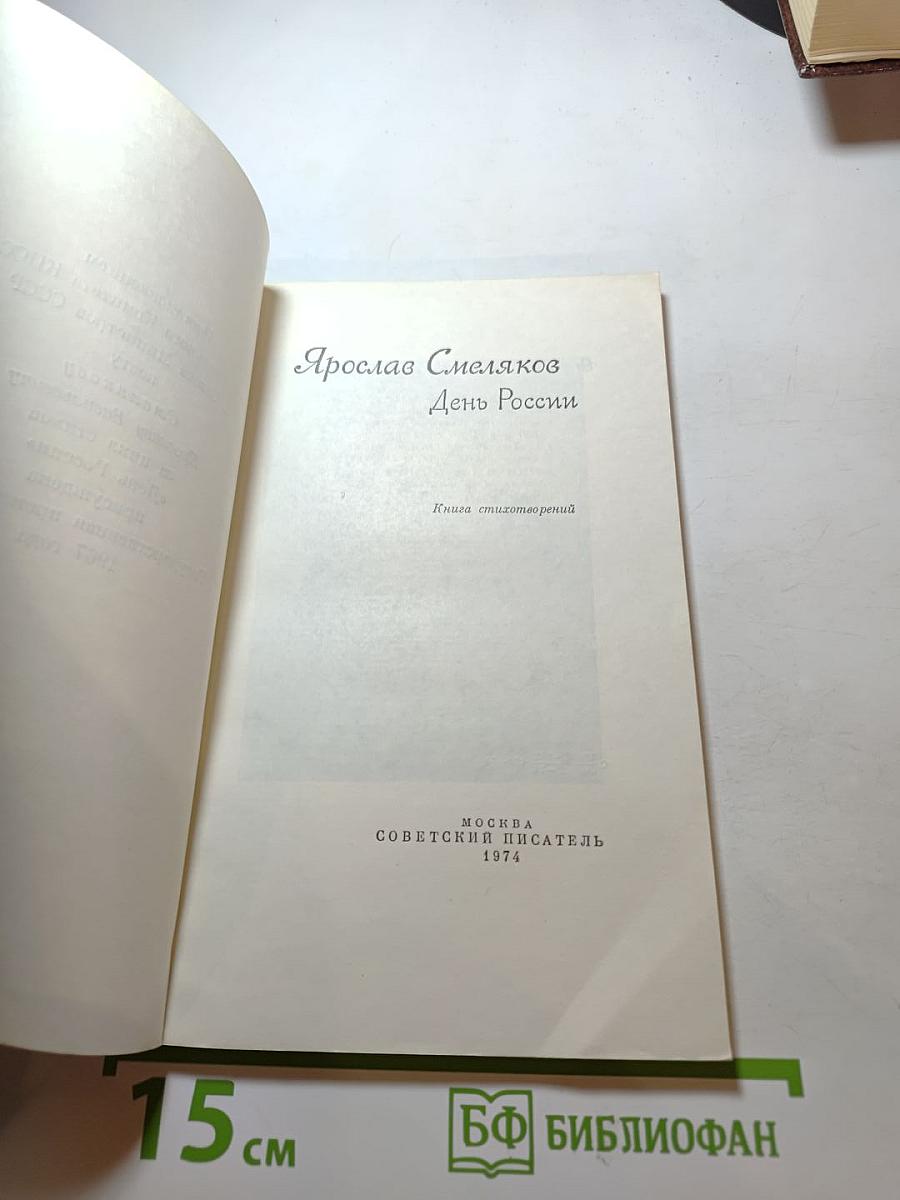 Ярослав Смеляков
День России
Книга стихотворений
МОСКВА
СОВЕТСКИЙ ПИСАТЕЛЬ
1974
15 см
БФ БИБЛИОФАН